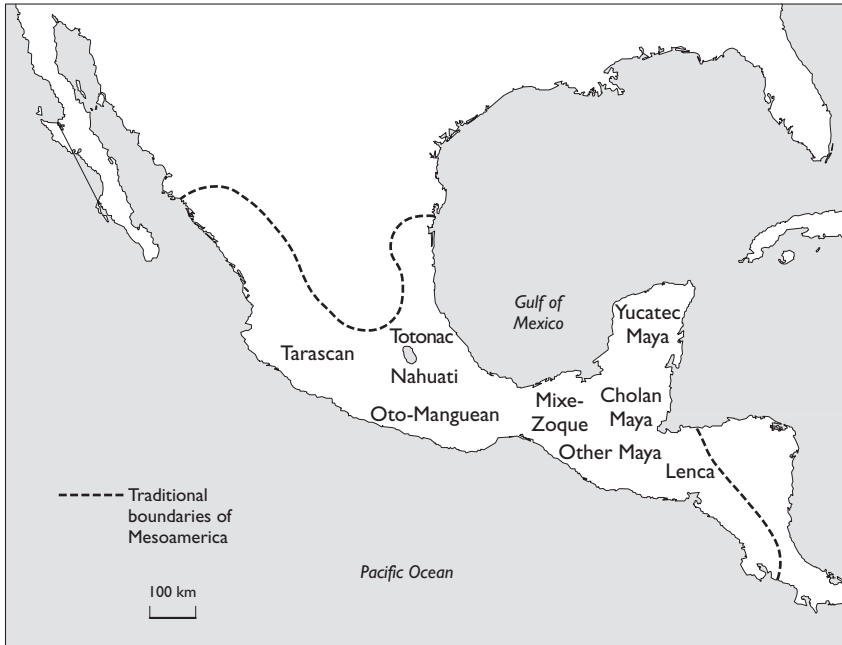 Gulf of
Mexico
Yucatec
Maya
Totonac
Tarascan
Nahuati
Mixe-
Zoque
Cholan
Maya
Oto-Manguean
Other Maya
Lenca
Traditional
boundaries of
Mesoamerica
Pacific Ocean
100 km